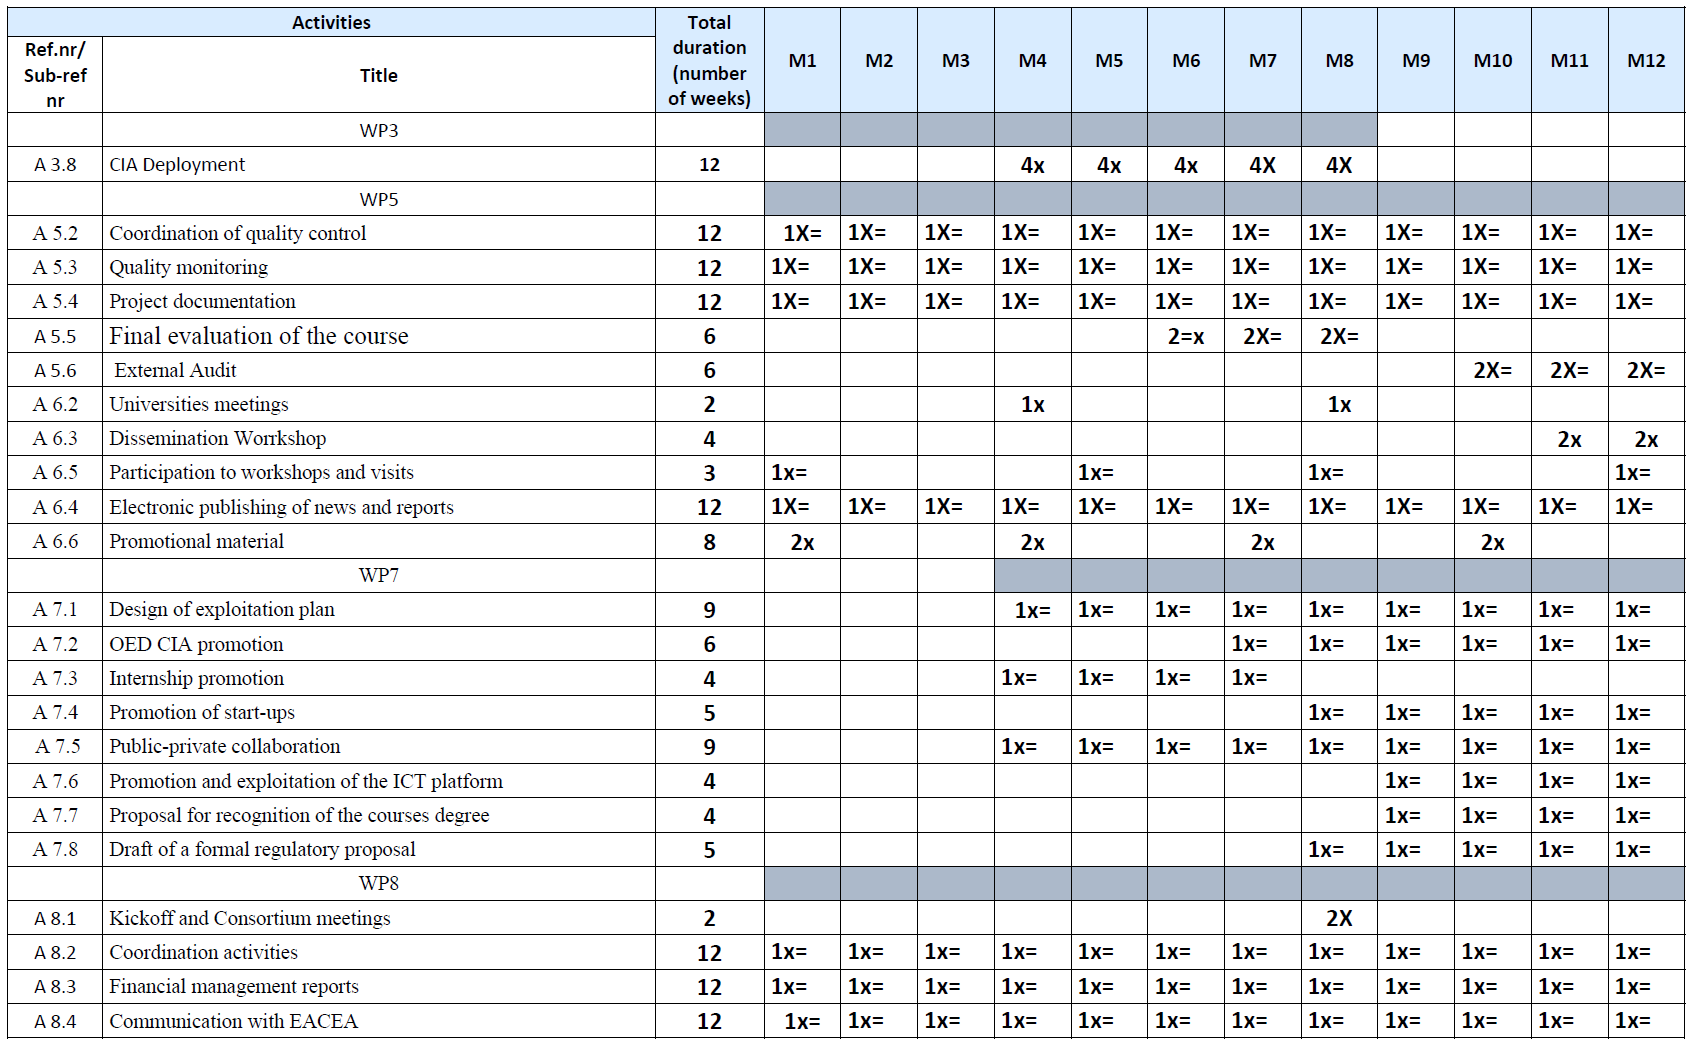 Activities
Total duration (number of weeks) M1 M2 M3 M4 M5 M6 M7 M8 M9 M10 M11 M12
Ref.nr/ Sub-ref nr Title
WP3
A 3.8 CIA Deployment 12 4x 4x 4x 4X 4X
WP5
A 5.2 Coordination of quality control 12 1X= 1X= 1X= 1X= 1X= 1X= 1X= 1X= 1X= 1X= 1X= 1X=
A 5.3 Quality monitoring 12 1X= 1X= 1X= 1X= 1X= 1X= 1X= 1X= 1X= 1X= 1X= 1X=
A 5.4 Project documentation 12 1X= 1X= 1X= 1X= 1X= 1X= 1X= 1X= 1X= 1X= 1X= 1X=
A 5.5 Final evaluation of the course 6 2=x 2X= 2X=
A 5.6 External Audit 6 2X= 2X= 2X=
A 6.2 Universities meetings 2 1x 1x
A 6.3 Dissemination Worrkshop 4 2x 2x
A 6.5 Participation to workshops and visits 3 1x= 1x= 1x= 1x=
A 6.4 Electronic publishing of news and reports 12 1X= 1X= 1X= 1X= 1X= 1X= 1X= 1X= 1X= 1X= 1X= 1X=
A 6.6 Promotional material 8 2x 2x 2x 2x
WP7
A 7.1 Design of exploitation plan 9 1x= 1x= 1x= 1x= 1x= 1x= 1x= 1x= 1x=
A 7.2 OED CIA promotion 6 1x= 1x= 1x= 1x= 1x= 1x=
A 7.3 Internship promotion 4 1x= 1x= 1x= 1x=
A 7.4 Promotion of start-ups 5 1x= 1x= 1x= 1x= 1x=
A 7.5 Public-private collaboration 9 1x= 1x= 1x= 1x= 1x= 1x= 1x= 1x= 1x=
A 7.6 Promotion and exploitation of the ICT platform 4 1x= 1x= 1x= 1x=
A 7.7 Proposal for recognition of the courses degree 4 1x= 1x= 1x= 1x=
A 7.8 Draft of a formal regulatory proposal 5 1x= 1x= 1x= 1x= 1x=
WP8
A 8.1 Kickoff and Consortium meetings 2 2X
A 8.2 Coordination activities 12 1x= 1x= 1x= 1x= 1x= 1x= 1x= 1x= 1x= 1x= 1x= 1x=
A 8.3 Financial management reports 12 1x= 1x= 1x= 1x= 1x= 1x= 1x= 1x= 1x= 1x= 1x= 1x=
A 8.4 Communication with EACEA 12 1x= 1x= 1x= 1x= 1x= 1x= 1x= 1x= 1x= 1x= 1x= 1x=